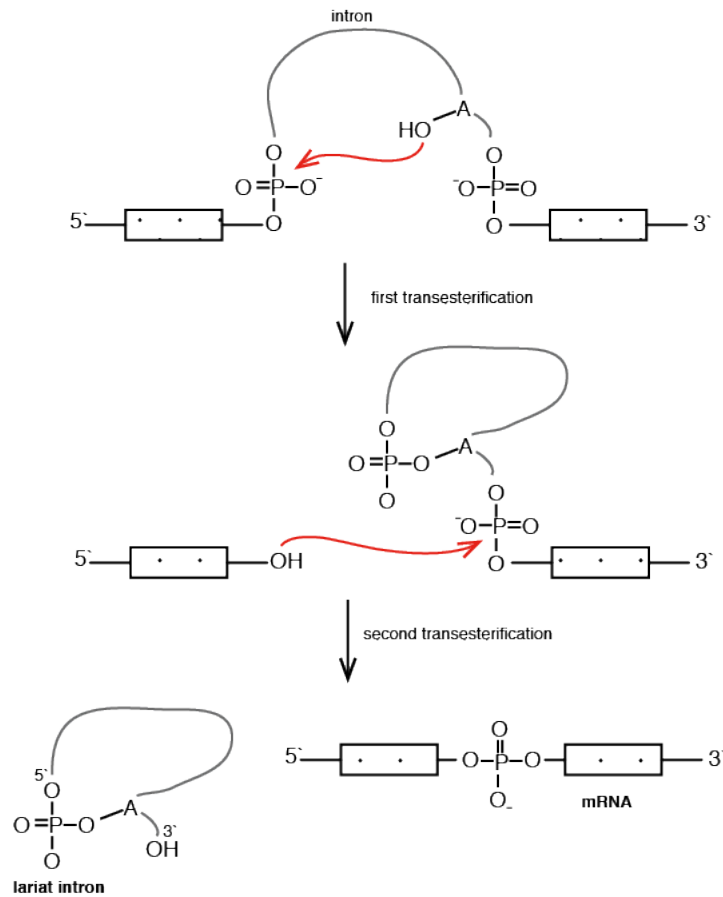 intron
A
HO
O
O
O=P–O⁻
⁻O–P=O
5` O
O 3`
first transesterification
O
O=P–O A
O
O
⁻O–P=O
5` OH
O 3`
second transesterification
5`
O
O=P–O A
O
3`
OH
lariat intron
O
5` O–P–O 3`
O-
mRNA